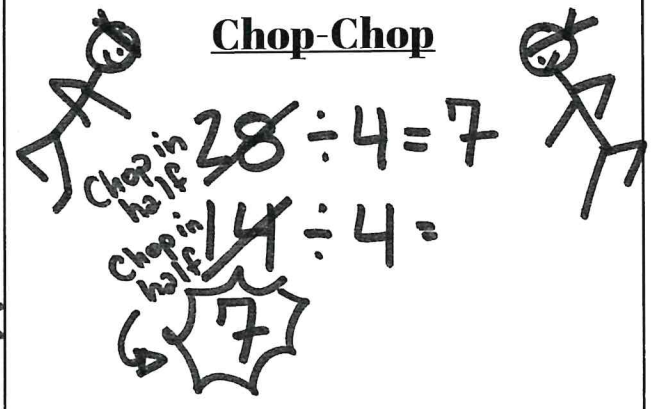 Chop-Chop
Chop in half 28 ÷ 4 = 7
Chop in half 14 ÷ 4 =
7